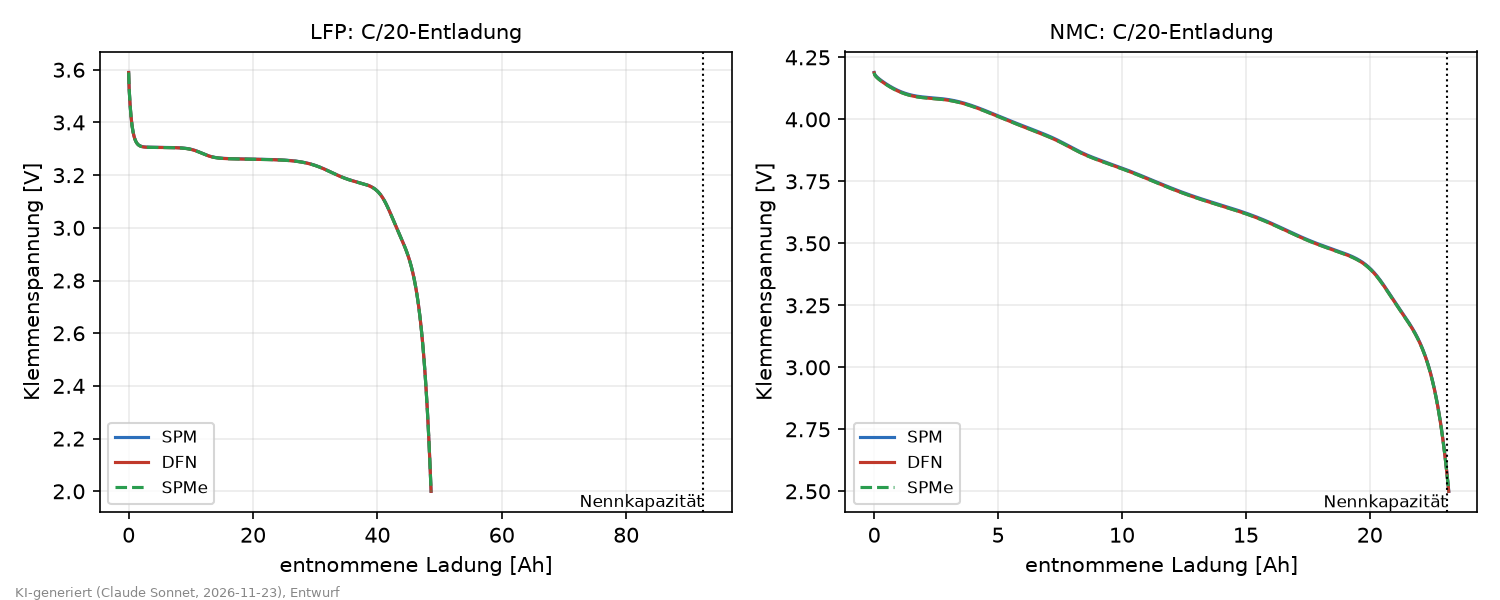 LFP: C/20-Entladung
Klemmenspannung [V]
3.6
3.4
3.2
3.0
2.8
2.6
2.4
2.2
2.0
SPM
DFN
SPMe
Nennkapazität
0
20
40
60
80
entnommene Ladung [Ah]
NMC: C/20-Entladung
Klemmenspannung [V]
4.25
4.00
3.75
3.50
3.25
3.00
2.75
2.50
SPM
DFN
SPMe
Nennkapazität
0
5
10
15
20
entnommene Ladung [Ah]
KI-generiert (Claude Sonnet, 2026-11-23), Entwurf